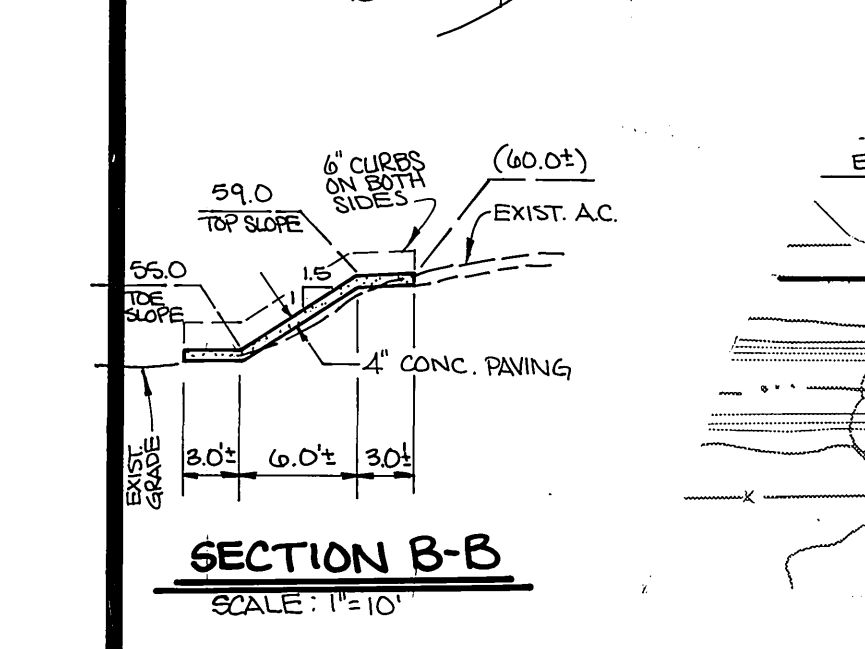 6" CURBS
ON BOTH
SIDES
(60.0±)
59.0
TOP SLOPE
EXIST. A.C.
55.0
TOE
SLOPE
1.5
1
4" CONC. PAVING
EXIST.
GRADE
3.0'±
6.0'±
3.0'±
SECTION B-B
SCALE: 1"=10'
E
X